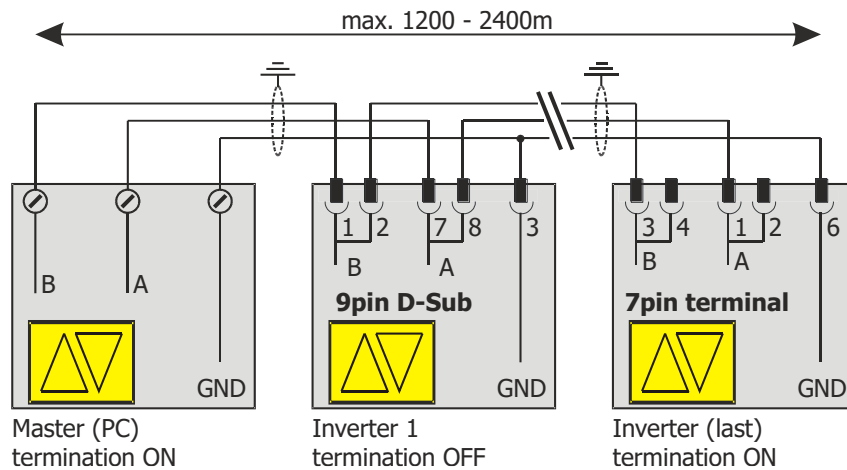 max. 1200 - 2400m
1 2 7 8 3
3 4 1 2 6
B A
B A
B A
9pin D-Sub
7pin terminal
GND
GND
GND
Master (PC)
termination ON
Inverter 1
termination OFF
Inverter (last)
termination ON